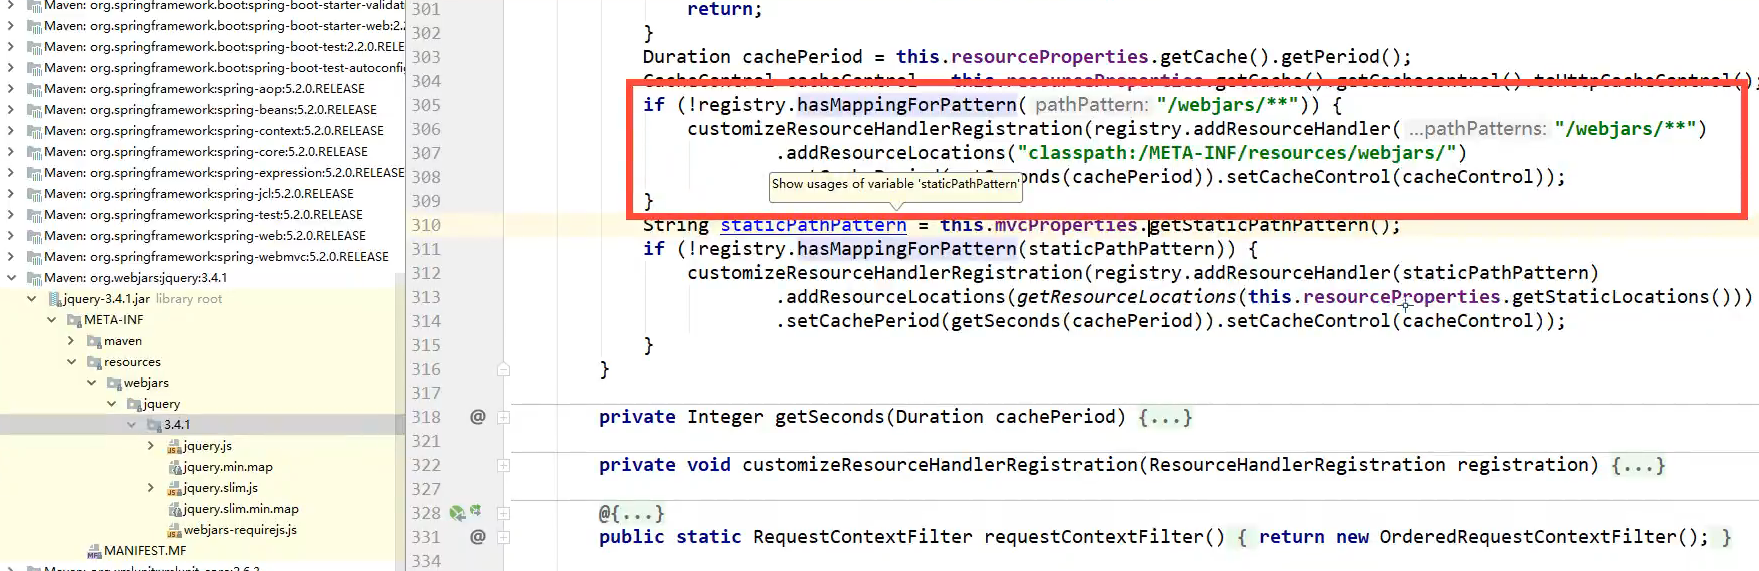 Maven: org.springframework.boot:spring-boot-starter-validat
Maven: org.springframework.boot:spring-boot-starter-web:2.2
Maven: org.springframework.boot:spring-boot-test:2.2.0.RELE
Maven: org.springframework.boot:spring-boot-test-autoconfi
Maven: org.springframework:spring-aop:5.2.0.RELEASE
Maven: org.springframework:spring-beans:5.2.0.RELEASE
Maven: org.springframework:spring-context:5.2.0.RELEASE
Maven: org.springframework:spring-core:5.2.0.RELEASE
Maven: org.springframework:spring-expression:5.2.0.RELEASE
Maven: org.springframework:spring-jcl:5.2.0.RELEASE
Maven: org.springframework:spring-test:5.2.0.RELEASE
Maven: org.springframework:spring-web:5.2.0.RELEASE
Maven: org.springframework:spring-webmvc:5.2.0.RELEASE
Maven: org.webjars:jquery:3.4.1
jquery-3.4.1.jar library root
META-INF
maven
resources
webjars
jquery
3.4.1
jquery.js
jquery.min.map
jquery.slim.js
jquery.slim.min.map
webjars-requirejs.js
MANIFEST.MF
301 return;
302 }
303 Duration cachePeriod = this.resourceProperties.getCache().getPeriod();
304 CacheControl cacheControl = this.resourceProperties.getCache().getCachecontrol().toHttpCacheControl();
305 if (!registry.hasMappingForPattern( pathPattern: "/webjars/**")) {
306 customizeResourceHandlerRegistration(registry.addResourceHandler( ...pathPatterns: "/webjars/**")
307 .addResourceLocations("classpath:/META-INF/resources/webjars/")
308 .setCachePeriod(getSeconds(cachePeriod)).setCacheControl(cacheControl));
Show usages of variable 'staticPathPattern'
309 }
310 String staticPathPattern = this.mvcProperties.getStaticPathPattern();
311 if (!registry.hasMappingForPattern(staticPathPattern)) {
312 customizeResourceHandlerRegistration(registry.addResourceHandler(staticPathPattern)
313 .addResourceLocations(getResourceLocations(this.resourceProperties.getStaticLocations()))
314 .setCachePeriod(getSeconds(cachePeriod)).setCacheControl(cacheControl));
315 }
316 }
317
318 @ private Integer getSeconds(Duration cachePeriod) {...}
321
322 private void customizeResourceHandlerRegistration(ResourceHandlerRegistration registration) {...}
327
328 @{...}
331 @ public static RequestContextFilter requestContextFilter() { return new OrderedRequestContextFilter(); }
334